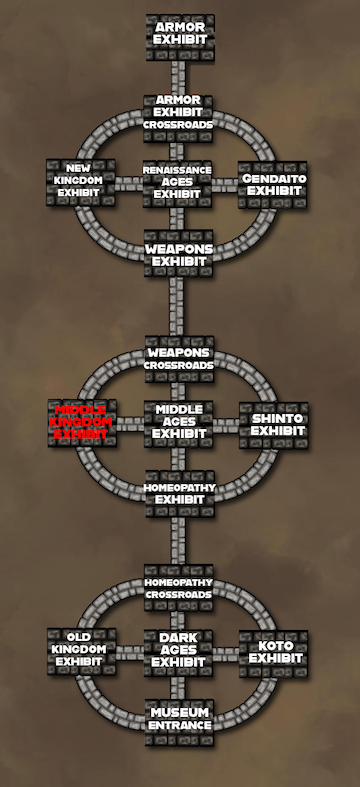 ARMOR
EXHIBIT
ARMOR
EXHIBIT
CROSSROADS
NEW
KINGDOM
EXHIBIT
RENAISSANCE
AGES
EXHIBIT
GENDAITO
EXHIBIT
WEAPONS
EXHIBIT
WEAPONS
CROSSROADS
MIDDLE
KINGDOM
EXHIBIT
MIDDLE
AGES
EXHIBIT
SHINTO
EXHIBIT
HOMEOPATHY
EXHIBIT
HOMEOPATHY
CROSSROADS
OLD
KINGDOM
EXHIBIT
DARK
AGES
EXHIBIT
KOTO
EXHIBIT
MUSEUM
ENTRANCE